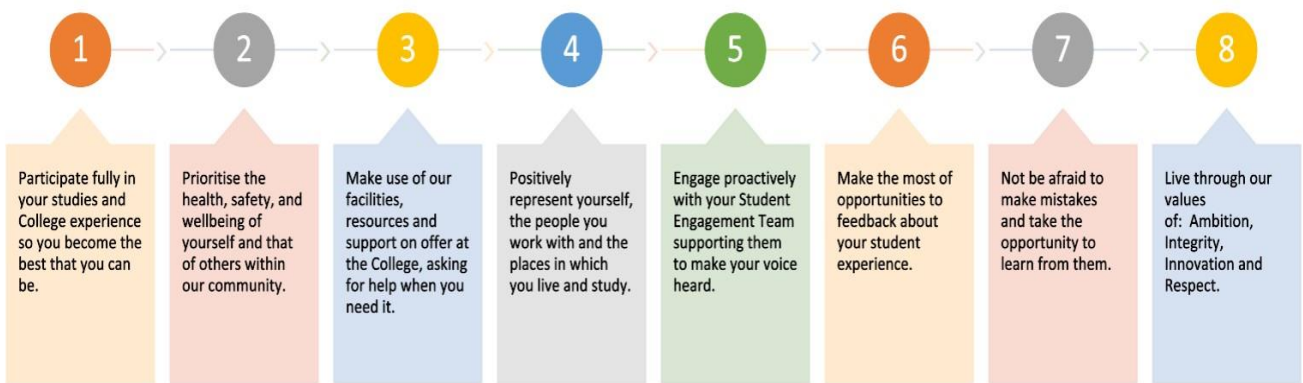 1
2
3
4
5
6
7
8
Participate fully in
your studies and
College experience
so you become the
best that you can
be.
Prioritise the
health, safety, and
wellbeing of
yourself and that
of others within
our community.
Make use of our
facilities,
resources and
support on offer at
the College, asking
for help when you
need it.
Positively
represent yourself,
the people you
work with and the
places in which
you live and study.
Engage proactively
with your Student
Engagement Team
supporting them
to make your voice
heard.
Make the most of
opportunities to
feedback about
your student
experience.
Not be afraid to
make mistakes
and take the
opportunity to
learn from them.
Live through our
values
of: Ambition,
Integrity,
Innovation and
Respect.